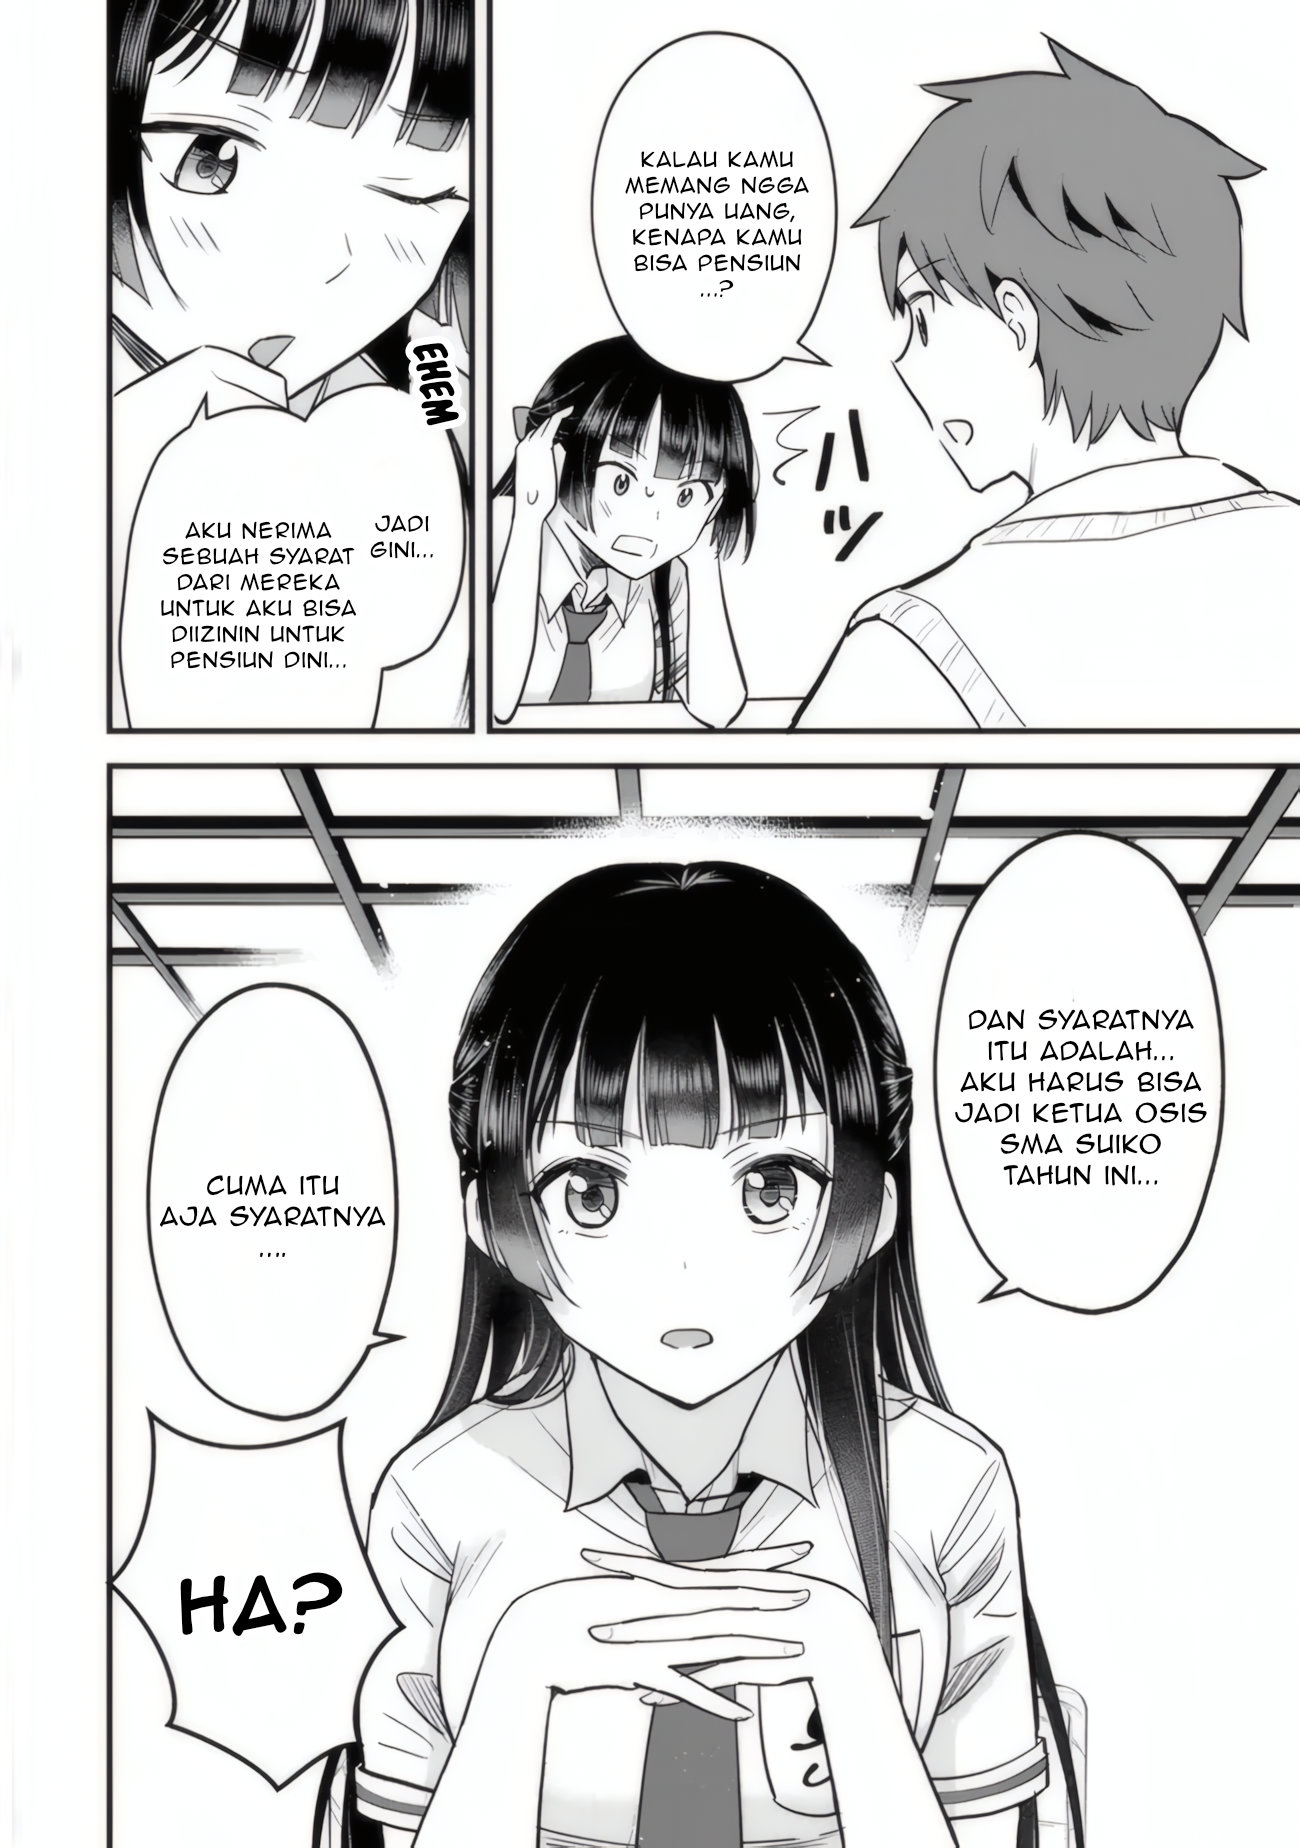 KALAU KAMU
MEMANG NGGA
PUNYA UANG,
KENAPA KAMU
BISA PENSIUN
...?
バッ
EHEM
JADI
GINI...
AKU NERIMA
SEBUAH SYARAT
DARI MEREKA
UNTUK AKU BISA
DIIZININ UNTUK
PENSIUN DINI...
DAN SYARATNYA
ITU ADALAH...
AKU HARUS BISA
JADI KETUA OSIS
SMA SUIKO
TAHUN INI...
CUMA ITU
AJA SYARATNYA
....
HA?